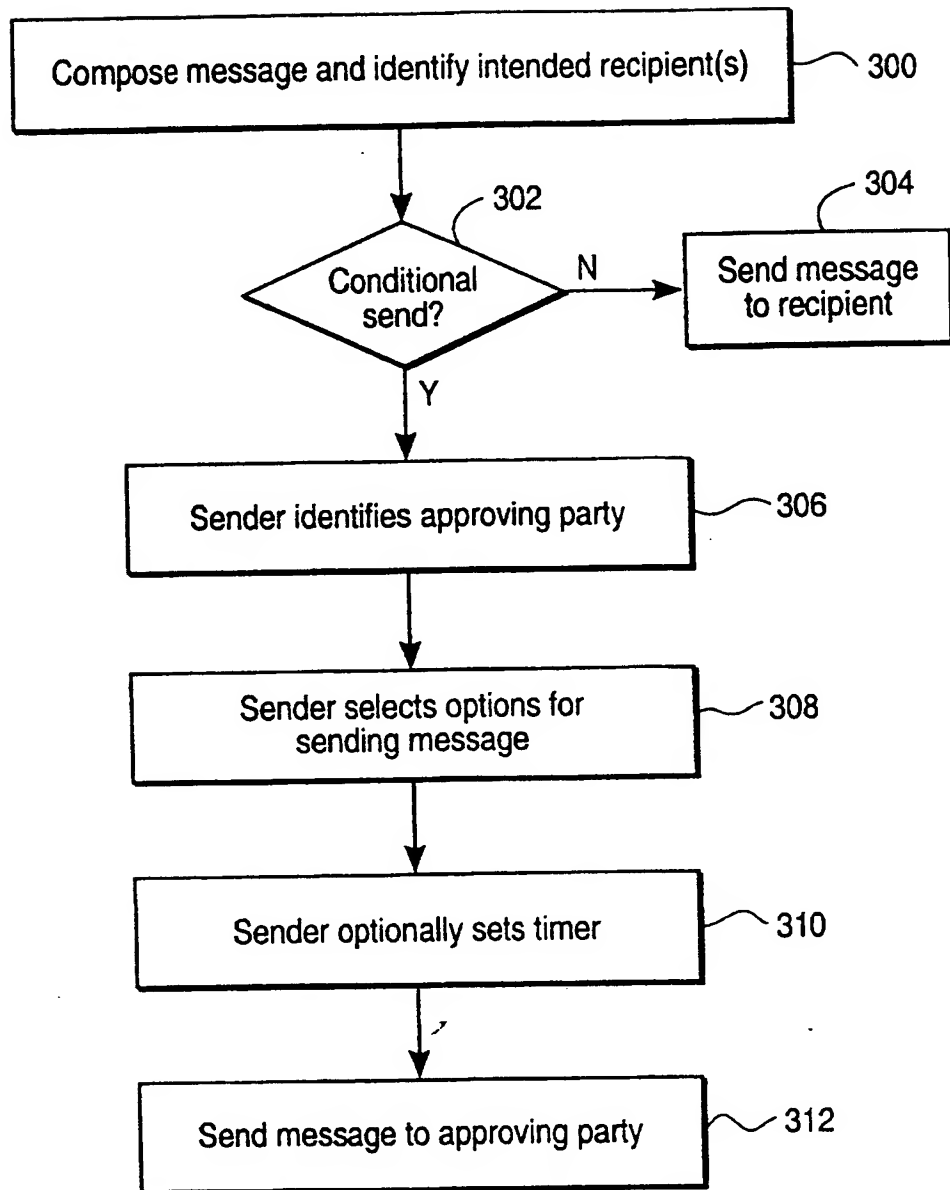 Compose message and identify intended recipient(s)
300
302
304
Conditional
send?
N
Send message
to recipient
Y
Sender identifies approving party
306
Sender selects options for
sending message
308
Sender optionally sets timer
310
Send message to approving party
312